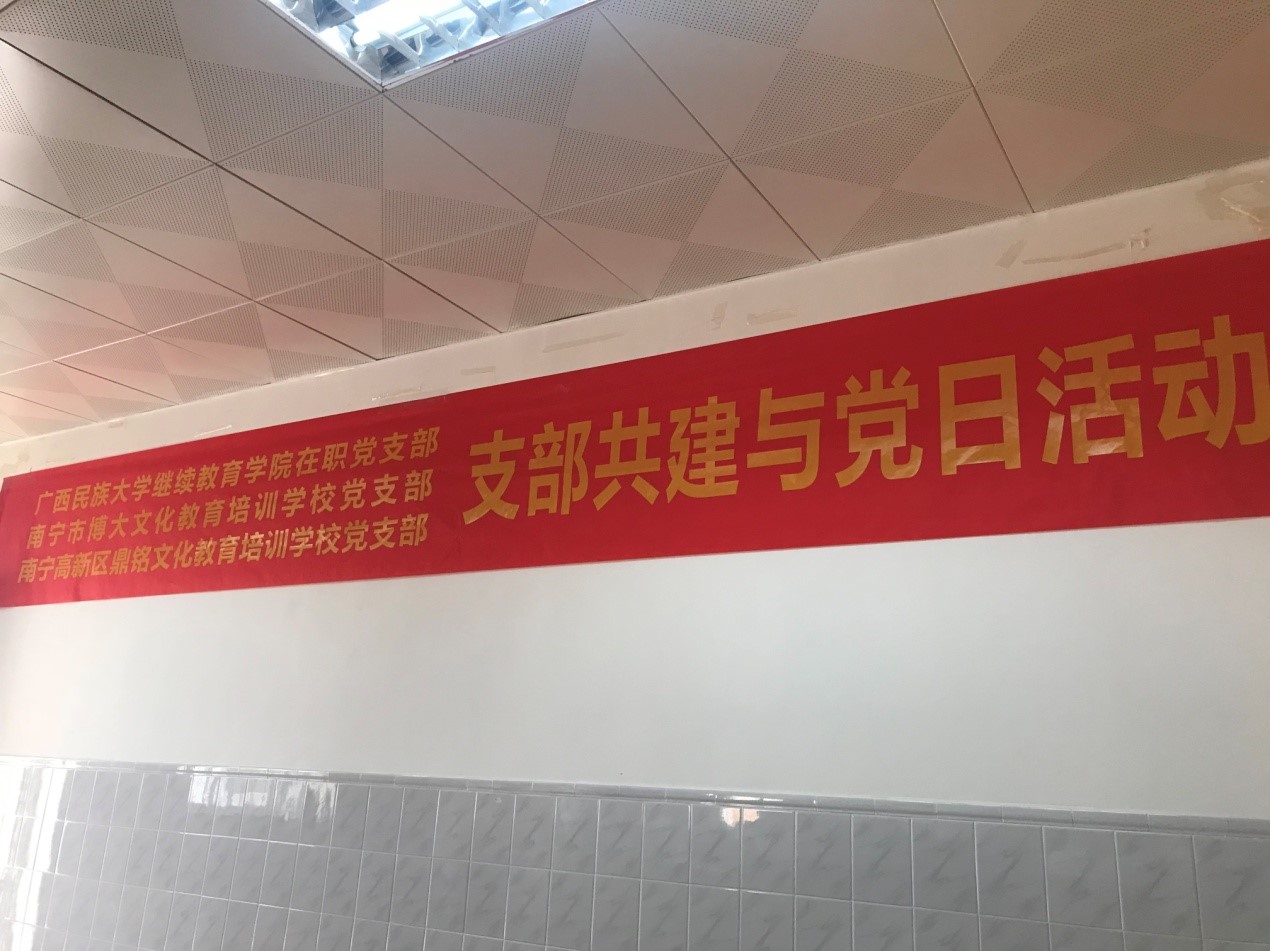 广西民族大学继续教育学院在职党支部
南宁市博大文化教育培训学校党支部
南宁高新区鼎铭文化教育培训学校党支部
支部共建与党日活动